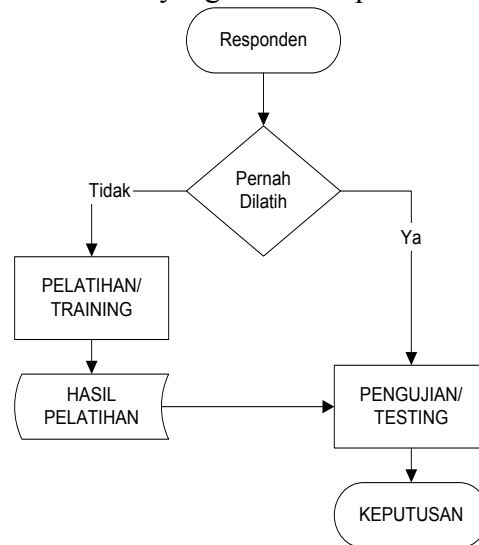 Responden
Pernah
Dilatih
Tidak
Ya
PELATIHAN/
TRAINING
HASIL
PELATIHAN
PENGUJIAN/
TESTING
KEPUTUSAN